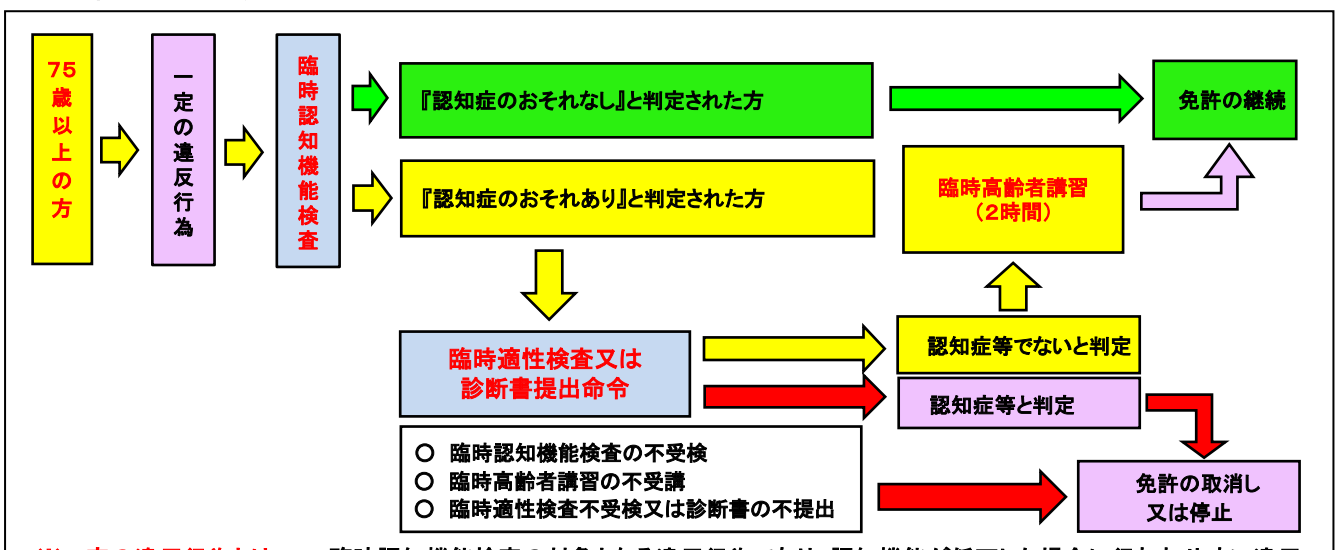 75歳以上の方
一定の違反行為
臨時認知機能検査
『認知症のおそれなし』と判定された方
免許の継続
『認知症のおそれあり』と判定された方
臨時高齢者講習
(2時間)
臨時適性検査又は
診断書提出命令
認知症等でないと判定
認知症等と判定
○ 臨時認知機能検査の不受検
○ 臨時高齢者講習の不受講
○ 臨時適性検査不受検又は診断書の不提出
免許の取消し
又は停止